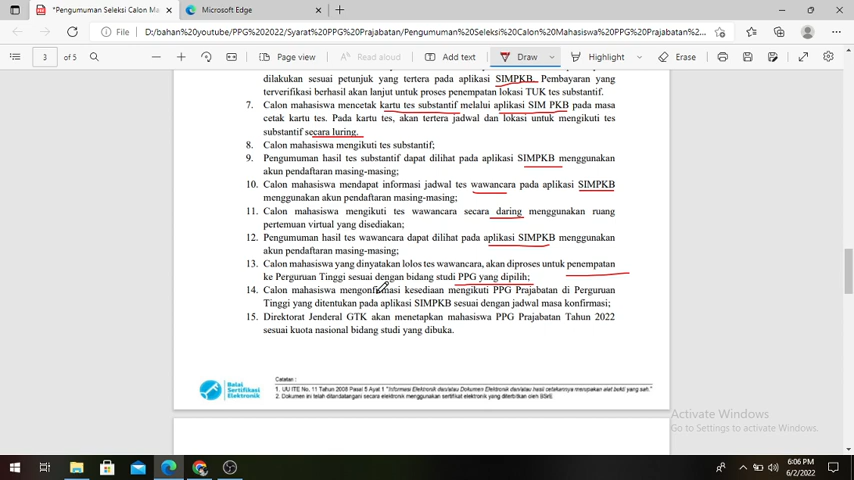 *Pengumuman Seleksi Calon Ma
Microsoft Edge
File
D:/bahan%20youtube/PPG%202022/Syarat%20PPG%20Prajabatan/Pengumuman%20Seleksi%20Calon%20Mahasiswa%20PPG%20Prajaba...
3
of 5
Page view
Read aloud
Add text
Draw
Highlight
Erase
dilakukan sesuai petunjuk yang tertera pada aplikasi SIMPKB. Pembayaran yang
terverifikasi berhasil akan lanjut untuk proses penempatan lokasi TUK tes substantif.
7. Calon mahasiswa mencetak kartu tes substantif melalui aplikasi SIM PKB pada masa
cetak kartu tes. Pada kartu tes, akan tertera jadwal dan lokasi untuk mengikuti tes
substantif secara luring.
8. Calon mahasiswa mengikuti tes substantif;
9. Pengumuman hasil tes substantif dapat dilihat pada aplikasi SIMPKB menggunakan
akun pendaftaran masing-masing;
10. Calon mahasiswa mendapat informasi jadwal tes wawancara pada aplikasi SIMPKB
menggunakan akun pendaftaran masing-masing;
11. Calon mahasiswa mengikuti tes wawancara secara daring menggunakan ruang
pertemuan virtual yang disediakan;
12. Pengumuman hasil tes wawancara dapat dilihat pada aplikasi SIMPKB menggunakan
akun pendaftaran masing-masing;
13. Calon mahasiswa yang dinyatakan lolos tes wawancara, akan diproses untuk penempatan
ke Perguruan Tinggi sesuai dengan bidang studi PPG yang dipilih;
14. Calon mahasiswa mengonfirmasi kesediaan mengikuti PPG Prajabatan di Perguruan
Tinggi yang ditentukan pada aplikasi SIMPKB sesuai dengan jadwal masa konfirmasi;
15. Direktorat Jenderal GTK akan menetapkan mahasiswa PPG Prajabatan Tahun 2022
sesuai kuota nasional bidang studi yang dibuka.
Balai
Sertifikasi
Elektronik
Catatan :
1. UU ITE No. 11 Tahun 2008 Pasal 5 Ayat 1 "Informasi Elektronik dan/atau Dokumen Elektronik dan/atau hasil cetakannya merupakan alat bukti yang sah."
2. Dokumen ini telah ditandatangani secara elektronik menggunakan sertifikat elektronik yang diterbitkan oleh BSrE
Activate Windows
Go to Settings to activate Windows.
6:06 PM
6/2/2022